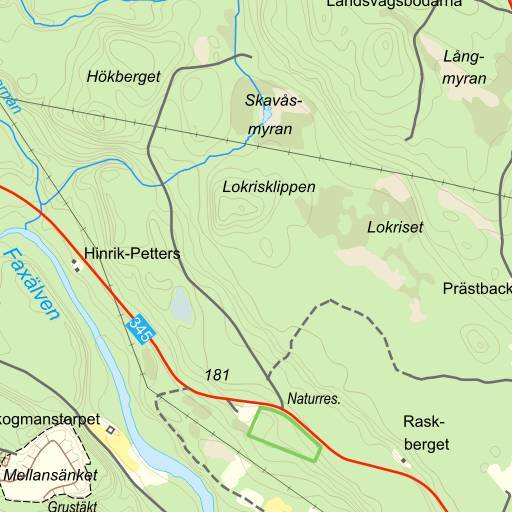 Landsvägsbodarna
Lång-
myran
Hökberget
Skavås-
myran
Lokrisklippen
Lokriset
Hinrik-Petters
Faxälven
Prästback
345
181
Naturres.
Rask-
berget
kogmanstorpet
Mellansänket
Grustäkt